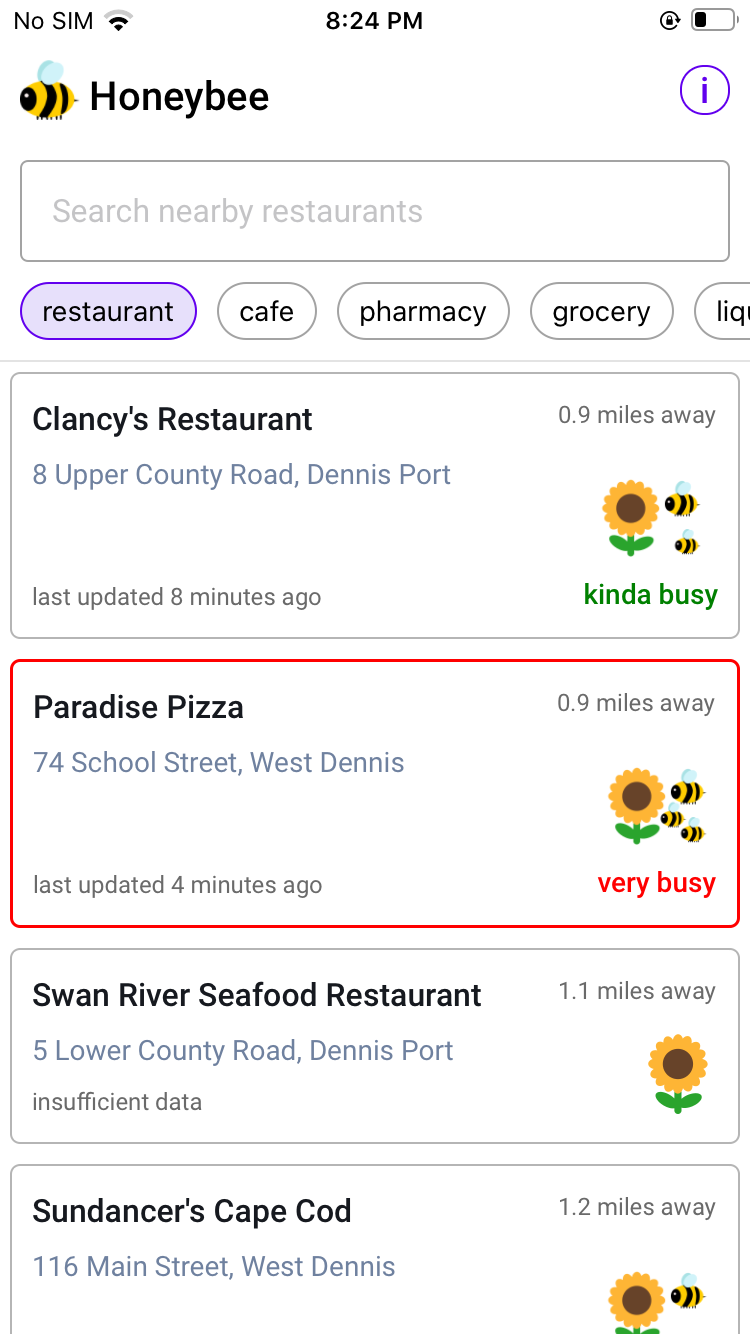 No SIM 8:24 PM
Honeybee i
Search nearby restaurants
restaurant cafe pharmacy grocery liqu
Clancy's Restaurant 0.9 miles away
8 Upper County Road, Dennis Port
last updated 8 minutes ago kinda busy
Paradise Pizza 0.9 miles away
74 School Street, West Dennis
last updated 4 minutes ago very busy
Swan River Seafood Restaurant 1.1 miles away
5 Lower County Road, Dennis Port
insufficient data
Sundancer's Cape Cod 1.2 miles away
116 Main Street, West Dennis